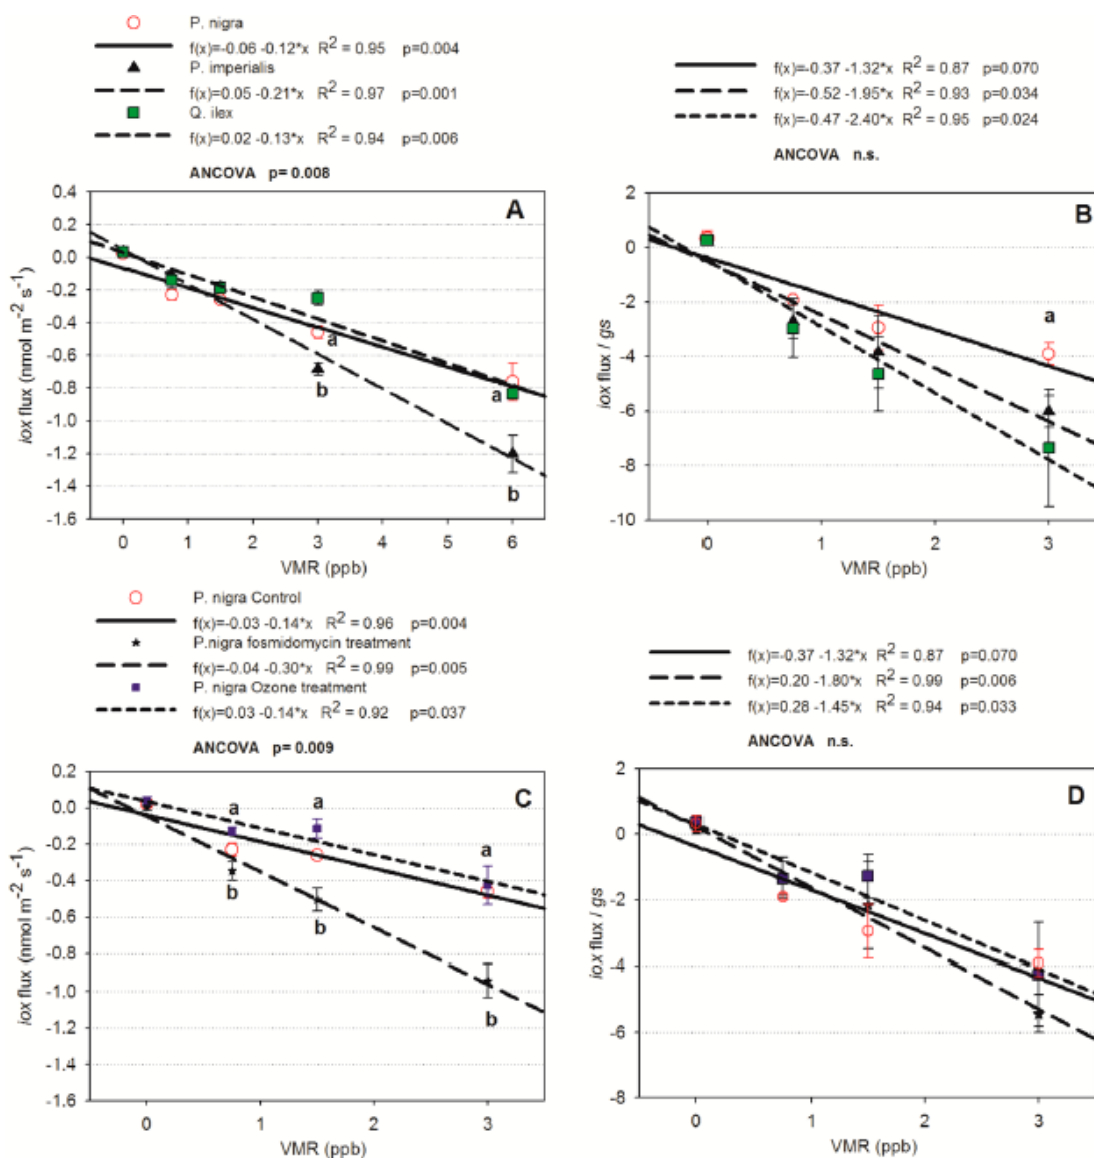 P. nigra
f(x)=-0.06 -0.12*x R² = 0.95 p=0.004
P. imperialis
f(x)=0.05 -0.21*x R² = 0.97 p=0.001
Q. ilex
f(x)=0.02 -0.13*x R² = 0.94 p=0.006
ANCOVA p= 0.008
A
iox flux (nmol m⁻² s⁻¹)
0.4
0.2
0.0
-0.2
-0.4
-0.6
-0.8
-1.0
-1.2
-1.4
-1.6
a
b
a
b
0 1 2 3 4 5 6
VMR (ppb)
f(x)=-0.37 -1.32*x R² = 0.87 p=0.070
f(x)=-0.52 -1.95*x R² = 0.93 p=0.034
f(x)=-0.47 -2.40*x R² = 0.95 p=0.024
ANCOVA n.s.
B
iox flux / gs
2
0
-2
-4
-6
-8
-10
a
0 1 2 3
VMR (ppb)
P. nigra Control
f(x)=-0.03 -0.14*x R² = 0.96 p=0.004
P.nigra fosmidomycin treatment
f(x)=-0.04 -0.30*x R² = 0.99 p=0.005
P. nigra Ozone treatment
f(x)=0.03 -0.14*x R² = 0.92 p=0.037
ANCOVA p= 0.009
C
iox flux (nmol m⁻² s⁻¹)
0.2
0.0
-0.2
-0.4
-0.6
-0.8
-1.0
-1.2
-1.4
-1.6
a a
a
b
b
b
0 1 2 3
VMR (ppb)
f(x)=-0.37 -1.32*x R² = 0.87 p=0.070
f(x)=0.20 -1.80*x R² = 0.99 p=0.006
f(x)=0.28 -1.45*x R² = 0.94 p=0.033
ANCOVA n.s.
D
iox flux / gs
2
0
-2
-4
-6
-8
0 1 2 3
VMR (ppb)